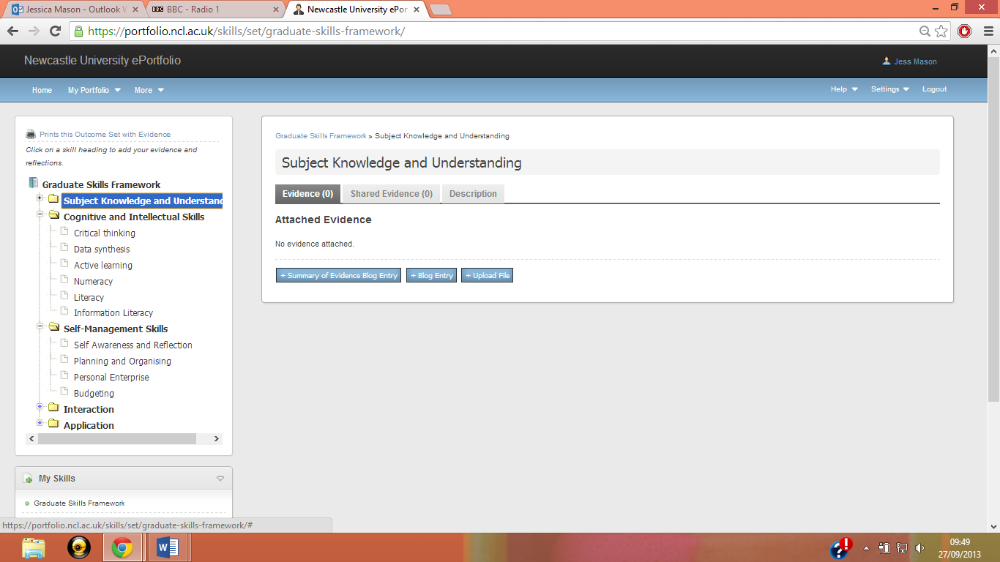 Jessica Mason - Outlook W
BBC - Radio 1
Newcastle University ePor
https://portfolio.ncl.ac.uk/skills/set/graduate-skills-framework/
Newcastle University ePortfolio
Jess Mason
Home
My Portfolio
More
Help
Settings
Logout
Prints this Outcome Set with Evidence
Click on a skill heading to add your evidence and
reflections.
Graduate Skills Framework
Subject Knowledge and Understand
Cognitive and Intellectual Skills
Critical thinking
Data synthesis
Active learning
Numeracy
Literacy
Information Literacy
Self-Management Skills
Self Awareness and Reflection
Planning and Organising
Personal Enterprise
Budgeting
Interaction
Application
My Skills
Graduate Skills Framework
Graduate Skills Framework » Subject Knowledge and Understanding
Subject Knowledge and Understanding
Evidence (0)
Shared Evidence (0)
Description
Attached Evidence
No evidence attached.
+ Summary of Evidence Blog Entry
+ Blog Entry
+ Upload File
https://portfolio.ncl.ac.uk/skills/set/graduate-skills-framework/#
09:49
27/09/2013